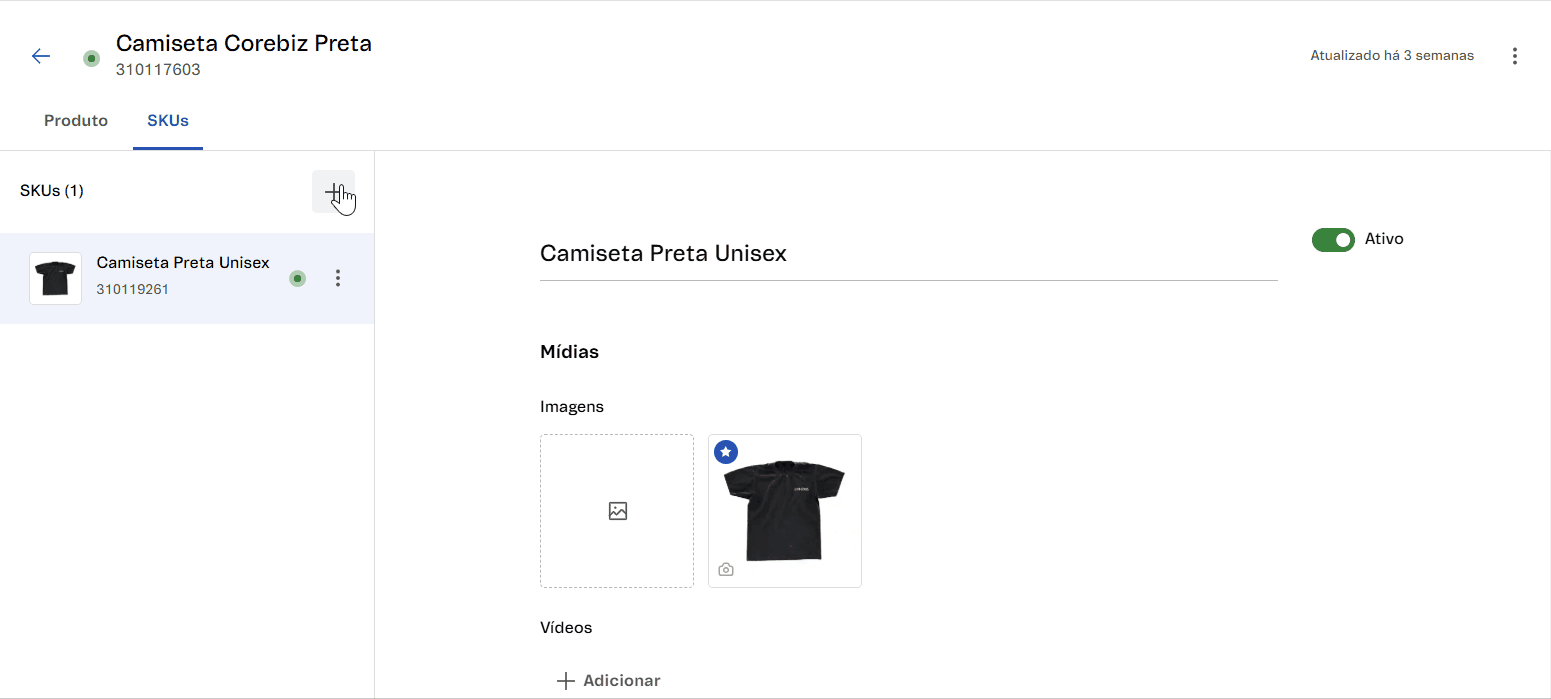 Camiseta Corebiz Preta
310117603
Atualizado há 3 semanas
Produto
SKUs
SKUs (1)
Camiseta Preta Unisex
310119261
Camiseta Preta Unisex
Ativo
Mídias
Imagens
Vídeos
Adicionar